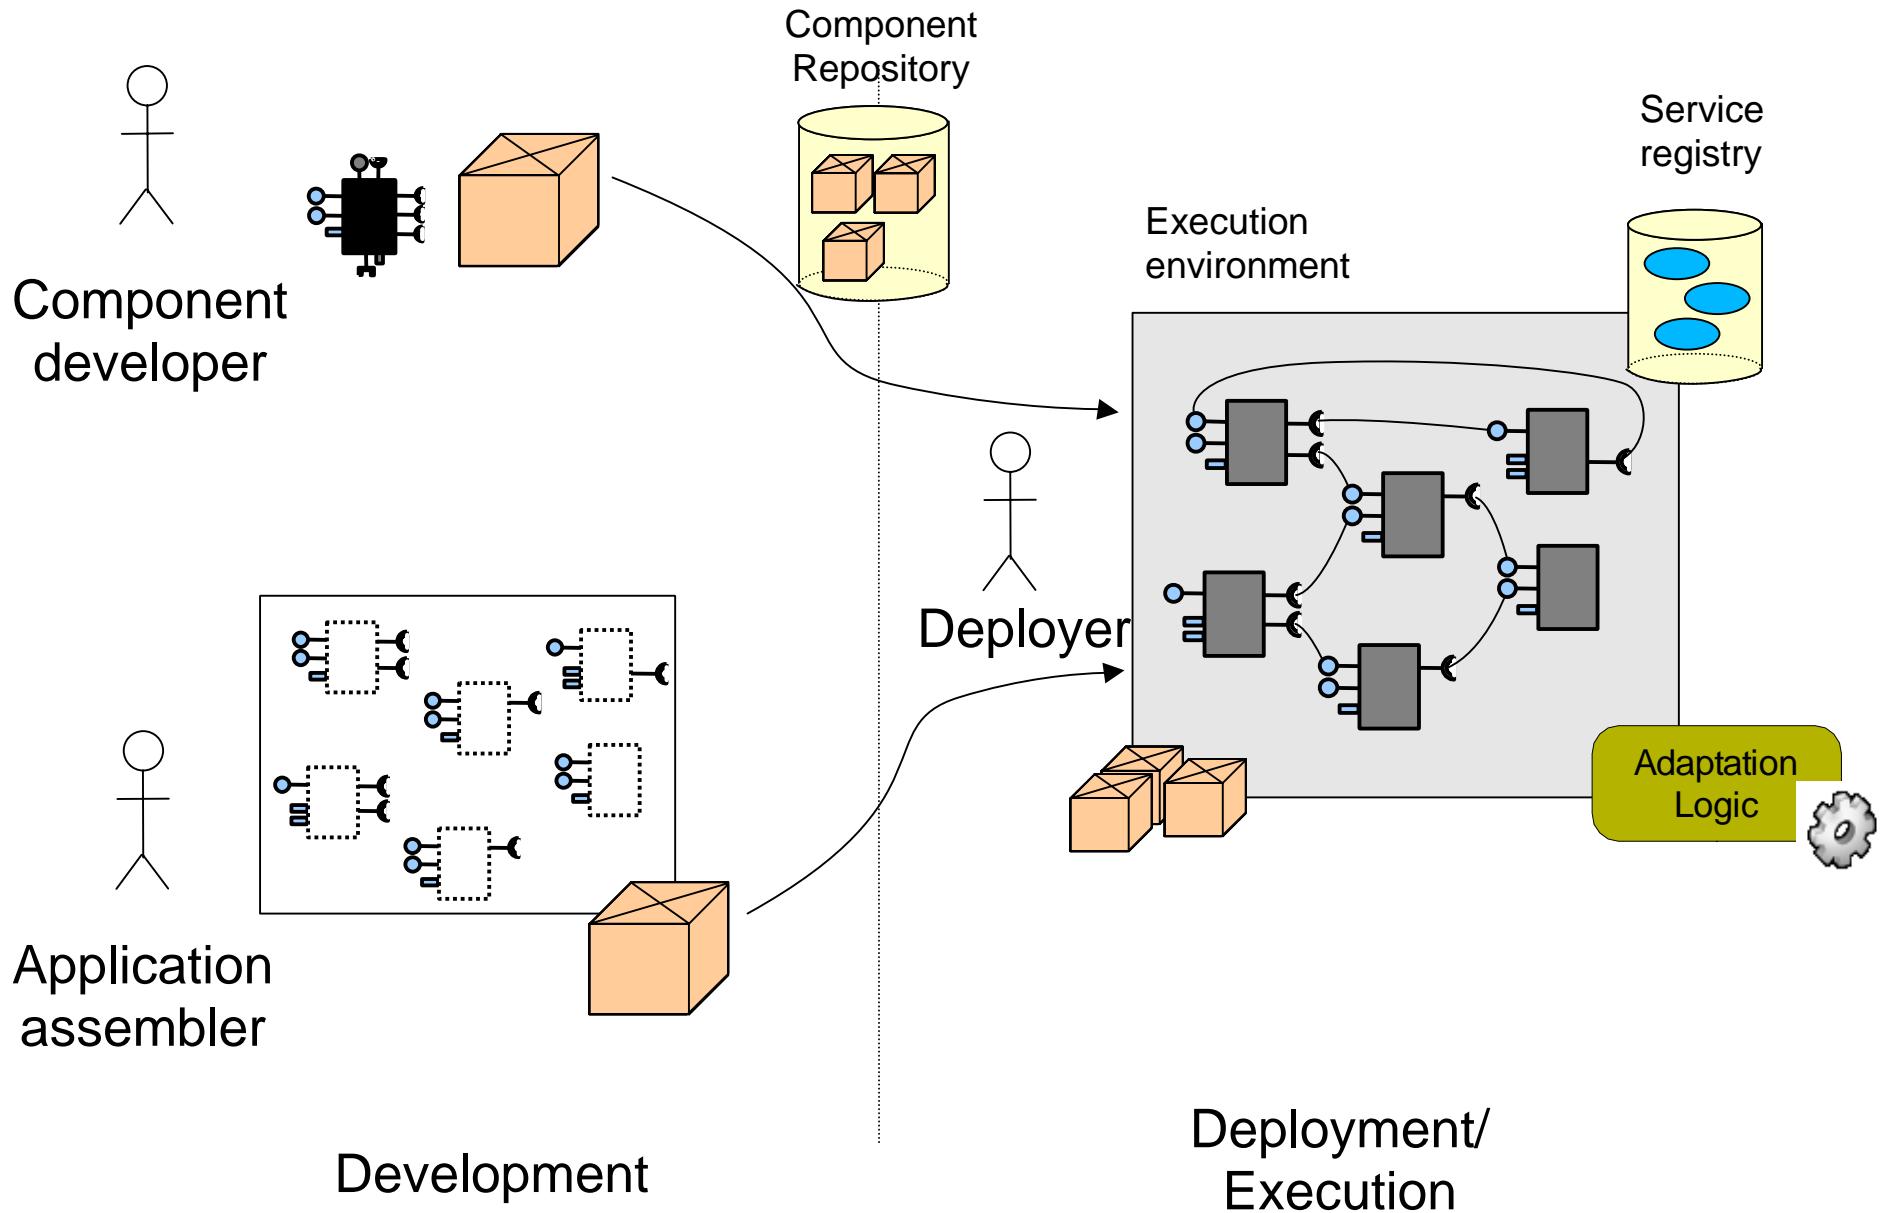 Component
Repository
Service
registry
Execution
environment
Component
developer
Deployer
Adaptation
Logic
Application
assembler
Development
Deployment/
Execution